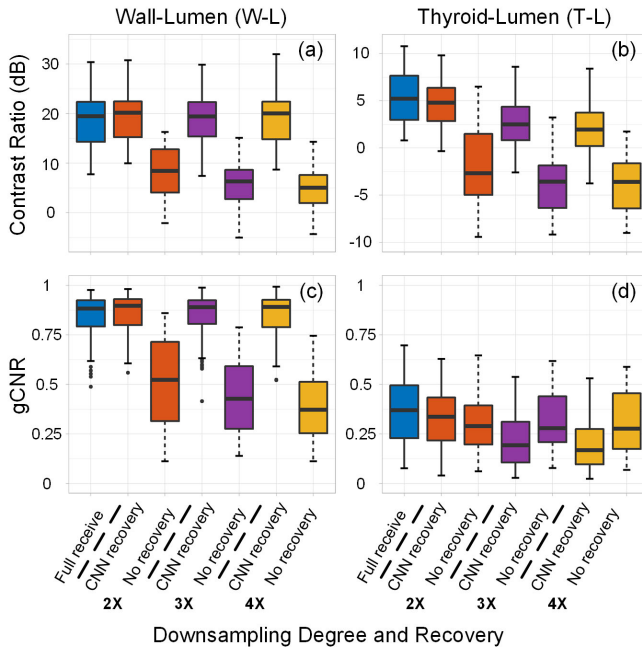 Wall-Lumen (W-L)
Thyroid-Lumen (T-L)
Contrast Ratio (dB)
30
20
10
0
(a)
10
5
0
-5
-10
(b)
gCNR
1
0.75
0.5
0.25
0
(c)
1
0.75
0.5
0.25
0
(d)
Full receive
CNN recovery
No recovery
CNN recovery
No recovery
CNN recovery
No recovery
2X
3X
4X
Full receive
CNN recovery
No recovery
CNN recovery
No recovery
CNN recovery
No recovery
2X
3X
4X
Downsampling Degree and Recovery